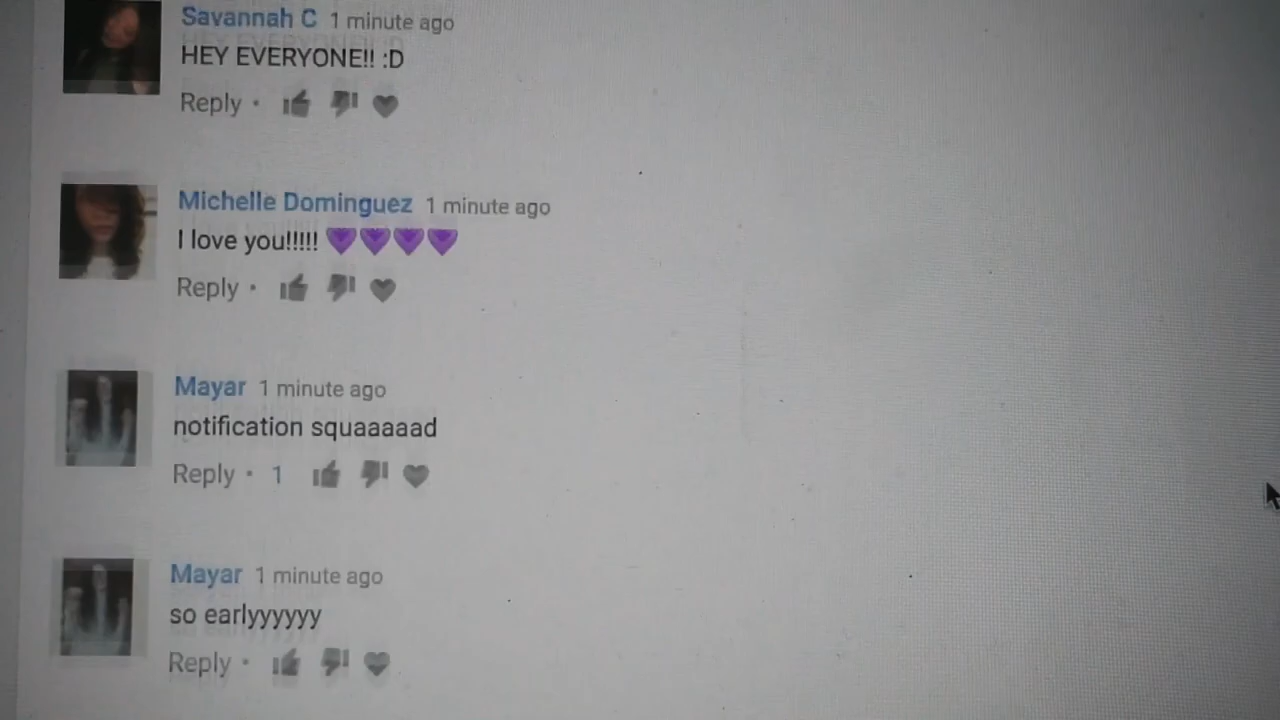 Savannah C 1 minute ago
HEY EVERYONE!! :D
Reply
Michelle Dominguez 1 minute ago
I love you!!!!! 💜💜💜💜
Reply
Mayar 1 minute ago
notification squaaaaad
Reply • 1
Mayar 1 minute ago
so earlyyyyyy
Reply